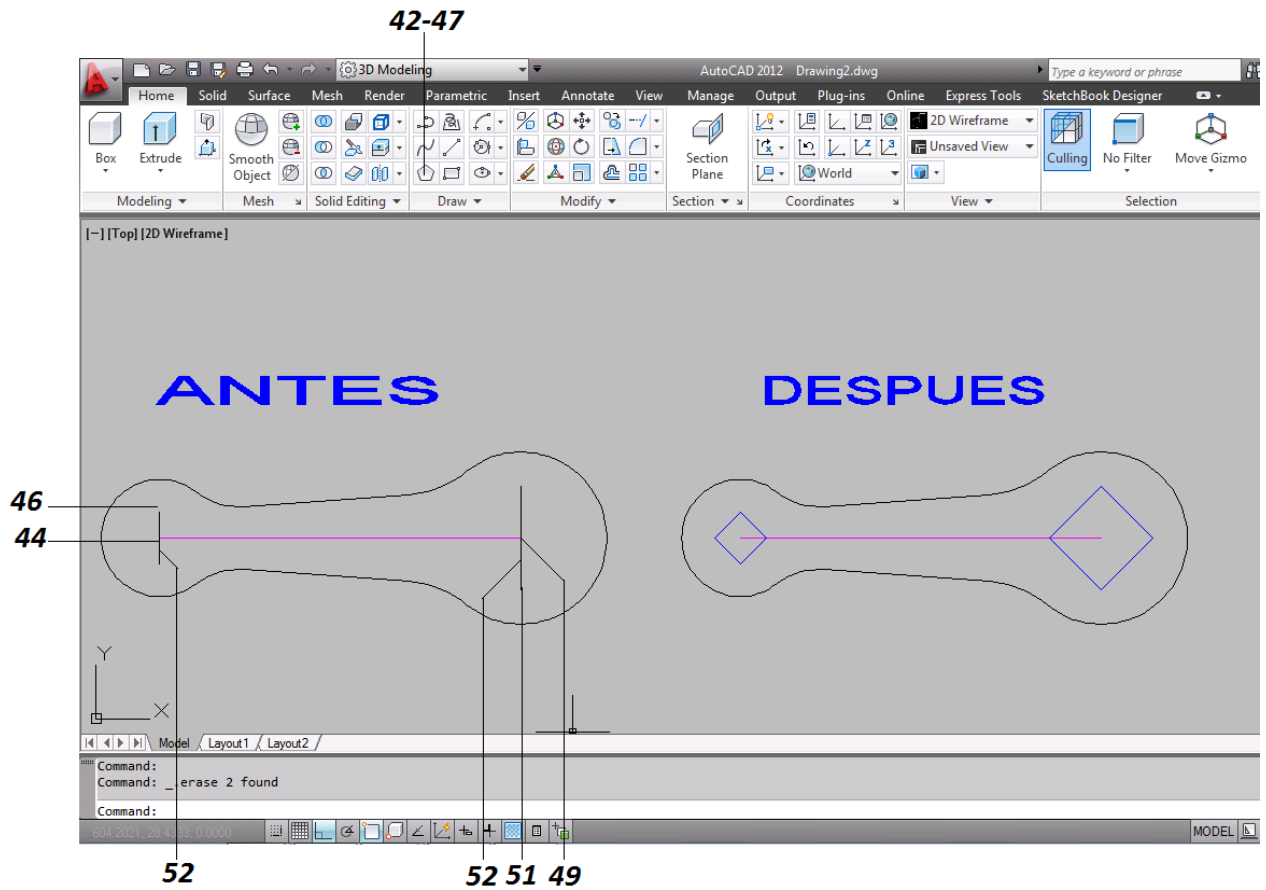 42-47
3D Modeling
AutoCAD 2012 Drawing2.dwg
Type a keyword or phrase
Home Solid Surface Mesh Render Parametric Insert Annotate View Manage Output Plug-ins Online Express Tools SketchBook Designer
Box
Extrude
Smooth
Object
Section
Plane
World
2D Wireframe
Unsaved View
Culling
No Filter
Move Gizmo
Modeling Mesh Solid Editing Draw Modify Section Coordinates View Selection
[−] [Top] [2D Wireframe]
ANTES DESPUES
46
44
Y
X
Model Layout1 Layout2
Command:
Command: _.erase 2 found
Command:
MODEL
52 52 51 49